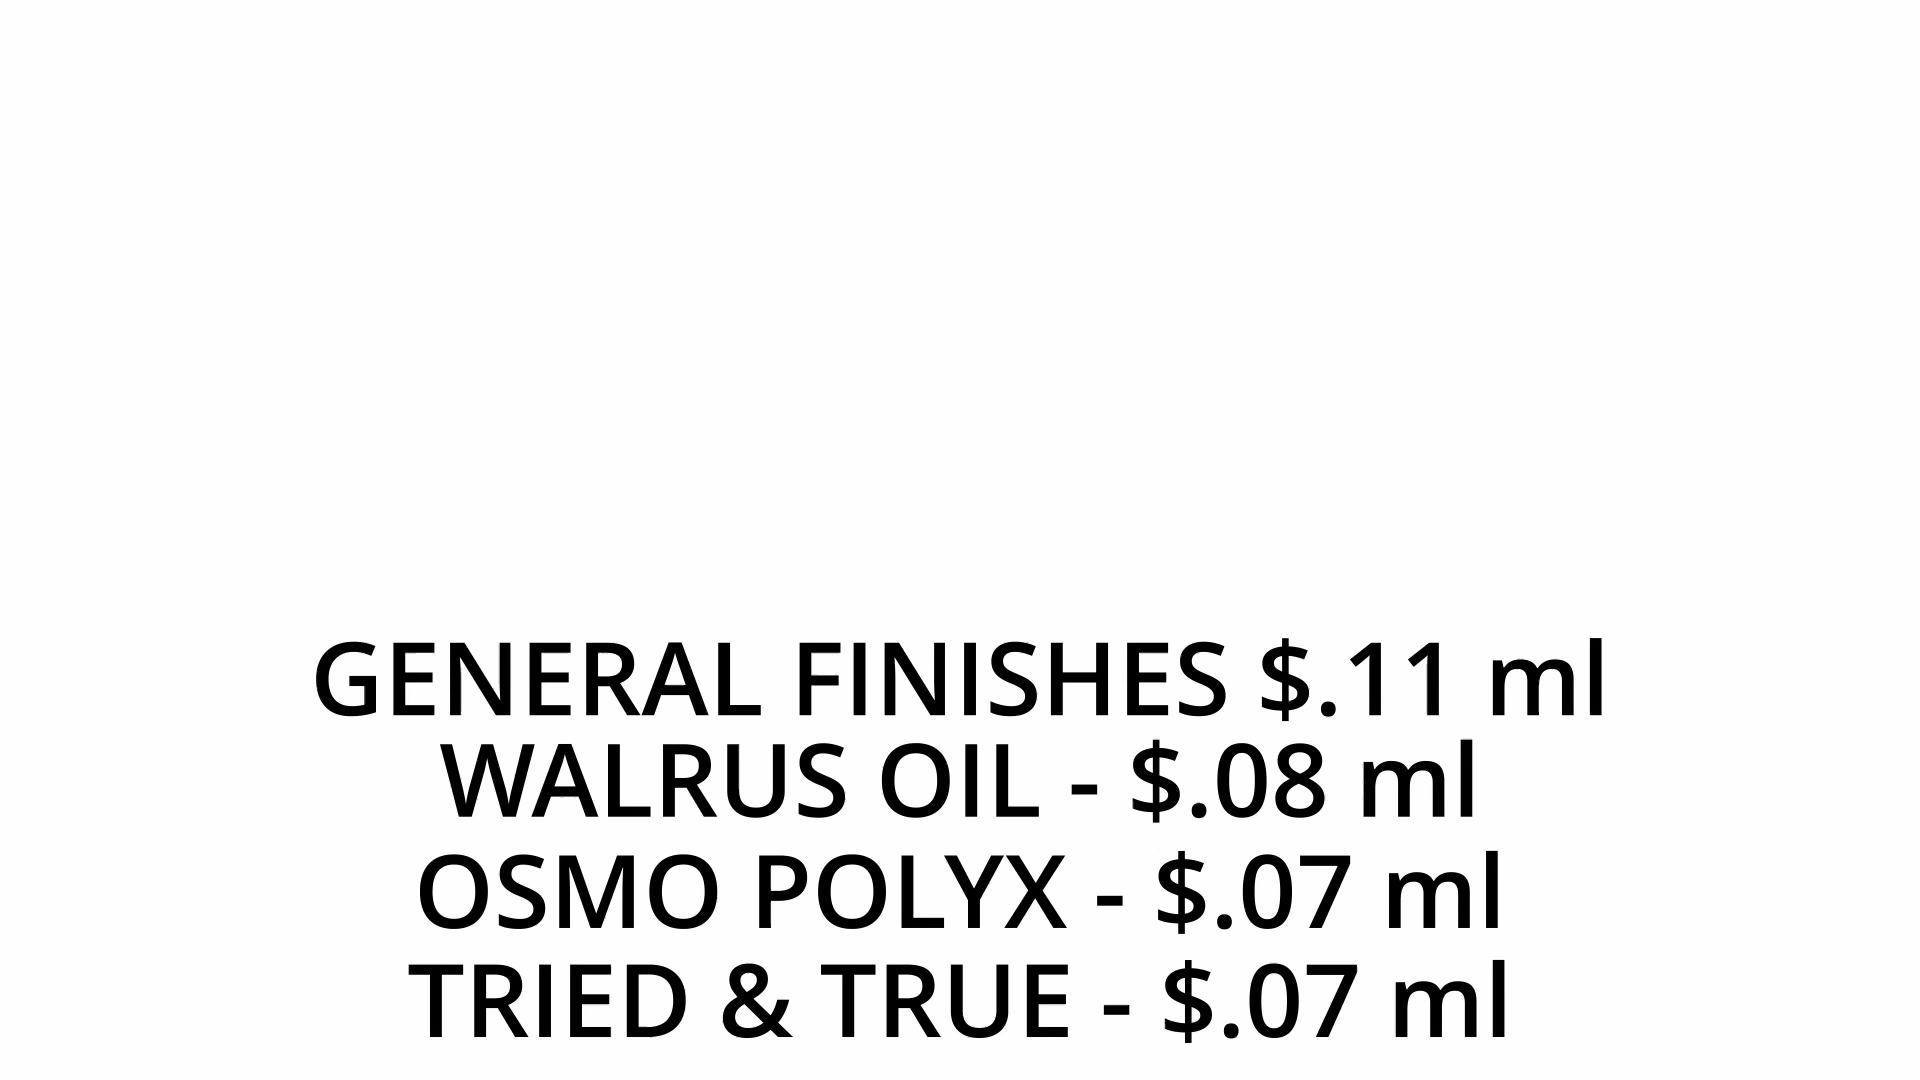 GENERAL FINISHES $.11 ml
WALRUS OIL - $.08 ml
OSMO POLYX - $.07 ml
TRIED & TRUE - $.07 ml